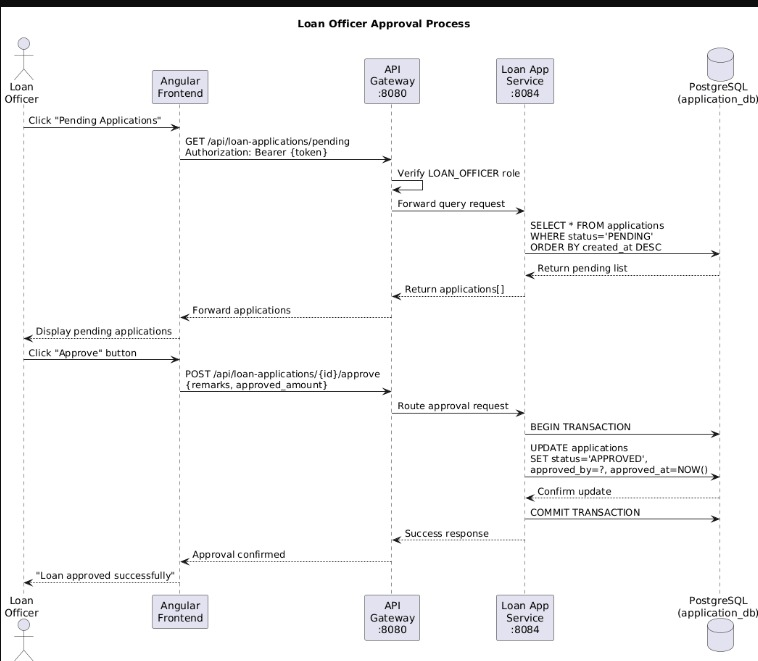 Loan Officer Approval Process
Loan
Officer
Angular
Frontend
API
Gateway
:8080
Loan App
Service
:8084
PostgreSQL
(application_db)
Click "Pending Applications"
GET /api/loan-applications/pending
Authorization: Bearer {token}
Verify LOAN_OFFICER role
Forward query request
SELECT * FROM applications
WHERE status='PENDING'
ORDER BY created_at DESC
Return pending list
Return applications[]
Forward applications
Display pending applications
Click "Approve" button
POST /api/loan-applications/{id}/approve
{remarks, approved_amount}
Route approval request
BEGIN TRANSACTION
UPDATE applications
SET status='APPROVED',
approved_by=?, approved_at=NOW()
Confirm update
COMMIT TRANSACTION
Success response
Approval confirmed
"Loan approved successfully"
Loan
Officer
Angular
Frontend
API
Gateway
:8080
Loan App
Service
:8084
PostgreSQL
(application_db)